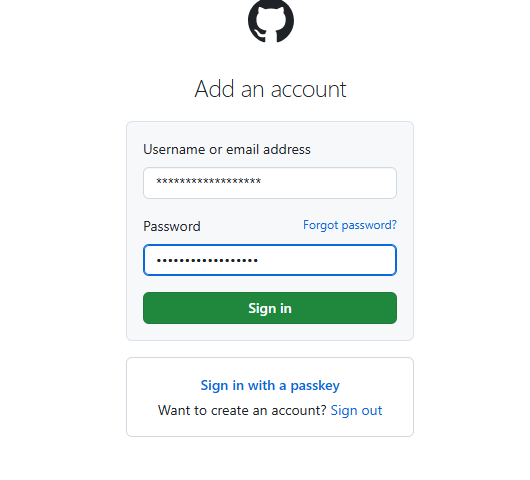 Add an account
Username or email address
******************
Password Forgot password?
••••••••••••••••••
Sign in
Sign in with a passkey
Want to create an account? Sign out